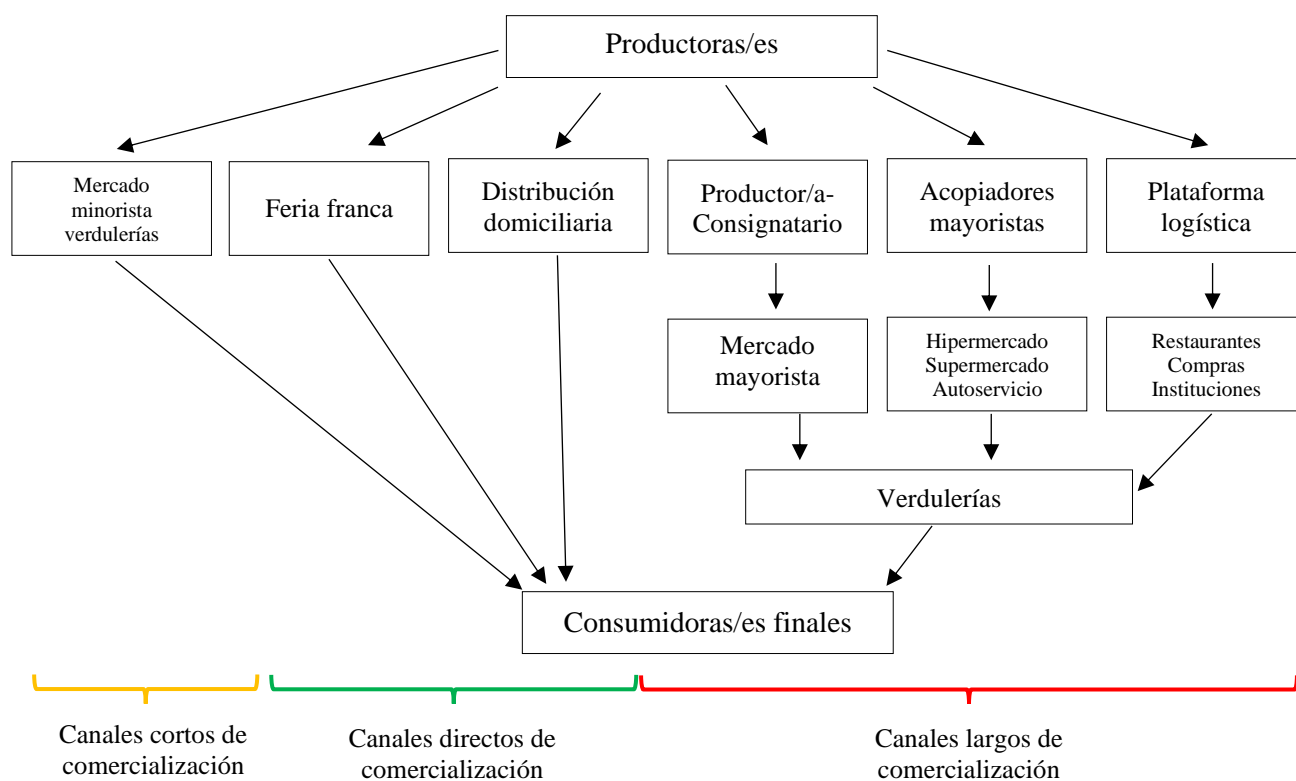 Productoras/es
Mercado
minorista
verdulerías
Feria franca
Distribución
domiciliaria
Productor/a-
Consignatario
Acopiadores
mayoristas
Plataforma
logística
Mercado
mayorista
Hipermercado
Supermercado
Autoservicio
Restaurantes
Compras
Instituciones
Verdulerías
Consumidoras/es finales
Canales cortos de
comercialización
Canales directos de
comercialización
Canales largos de
comercialización